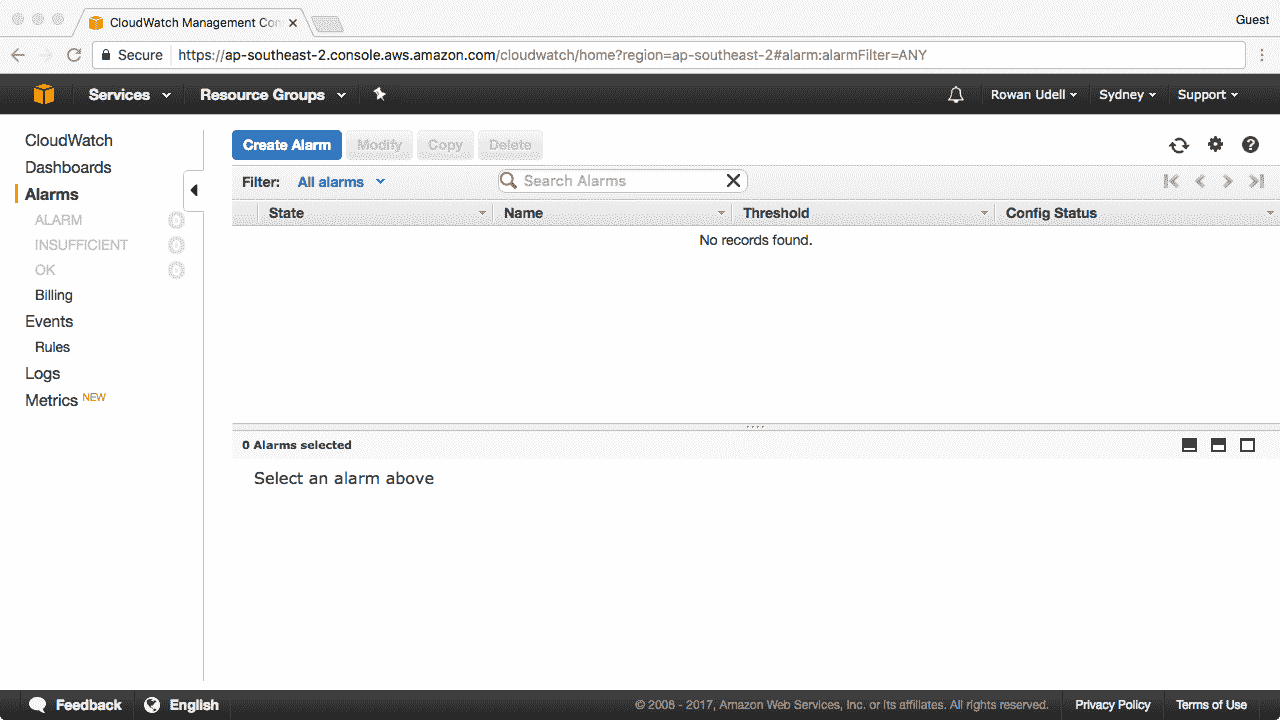 CloudWatch Management Con
Guest
Secure https://ap-southeast-2.console.aws.amazon.com/cloudwatch/home?region=ap-southeast-2#alarm:alarmFilter=ANY
Services Resource Groups Rowan Udell Sydney Support
CloudWatch
Dashboards
Alarms
ALARM 0
INSUFFICIENT 0
OK 0
Billing
Events
Rules
Logs
Metrics NEW
Create Alarm Modify Copy Delete
Filter: All alarms Search Alarms
State Name Threshold Config Status
No records found.
0 Alarms selected
Select an alarm above
Feedback English © 2008 - 2017, Amazon Web Services, Inc. or its affiliates. All rights reserved. Privacy Policy Terms of Use